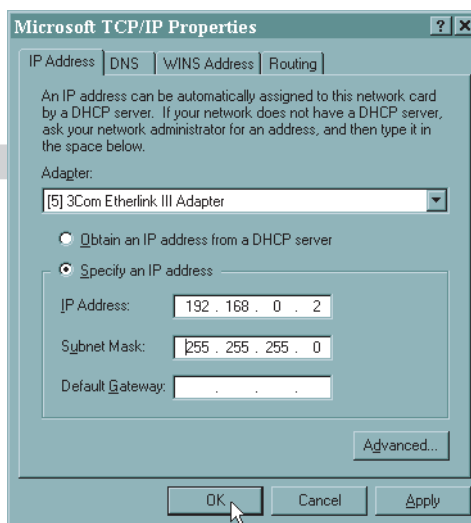 Microsoft TCP/IP Properties
? X
IP Address DNS WINS Address Routing
An IP address can be automatically assigned to this network card
by a DHCP server. If your network does not have a DHCP server,
ask your network administrator for an address, and then type it in
the space below.
Adapter:
[5] 3Com Etherlink III Adapter
Obtain an IP address from a DHCP server
Specify an IP address
IP Address: 192 . 168 . 0 . 2
Subnet Mask: 255 . 255 . 255 . 0
Default Gateway: . . .
Advanced...
OK Cancel Apply